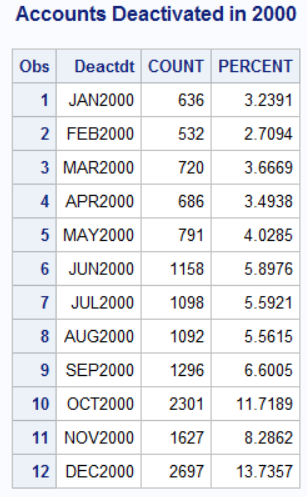 Accounts Deactivated in 2000
Obs Deactdt COUNT PERCENT
1 JAN2000 636 3.2391
2 FEB2000 532 2.7094
3 MAR2000 720 3.6669
4 APR2000 686 3.4938
5 MAY2000 791 4.0285
6 JUN2000 1158 5.8976
7 JUL2000 1098 5.5921
8 AUG2000 1092 5.5615
9 SEP2000 1296 6.6005
10 OCT2000 2301 11.7189
11 NOV2000 1627 8.2862
12 DEC2000 2697 13.7357